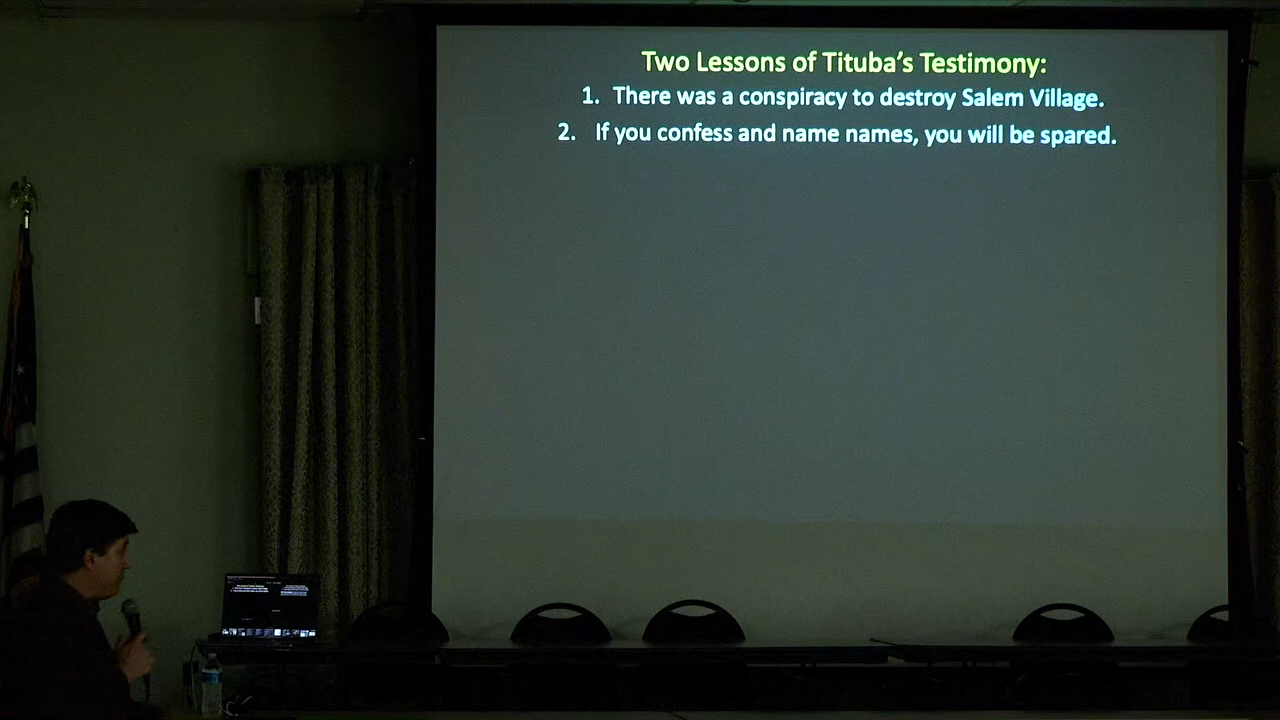 Two Lessons of Tituba's Testimony:
1. There was a conspiracy to destroy Salem Village.
2. If you confess and name names, you will be spared.